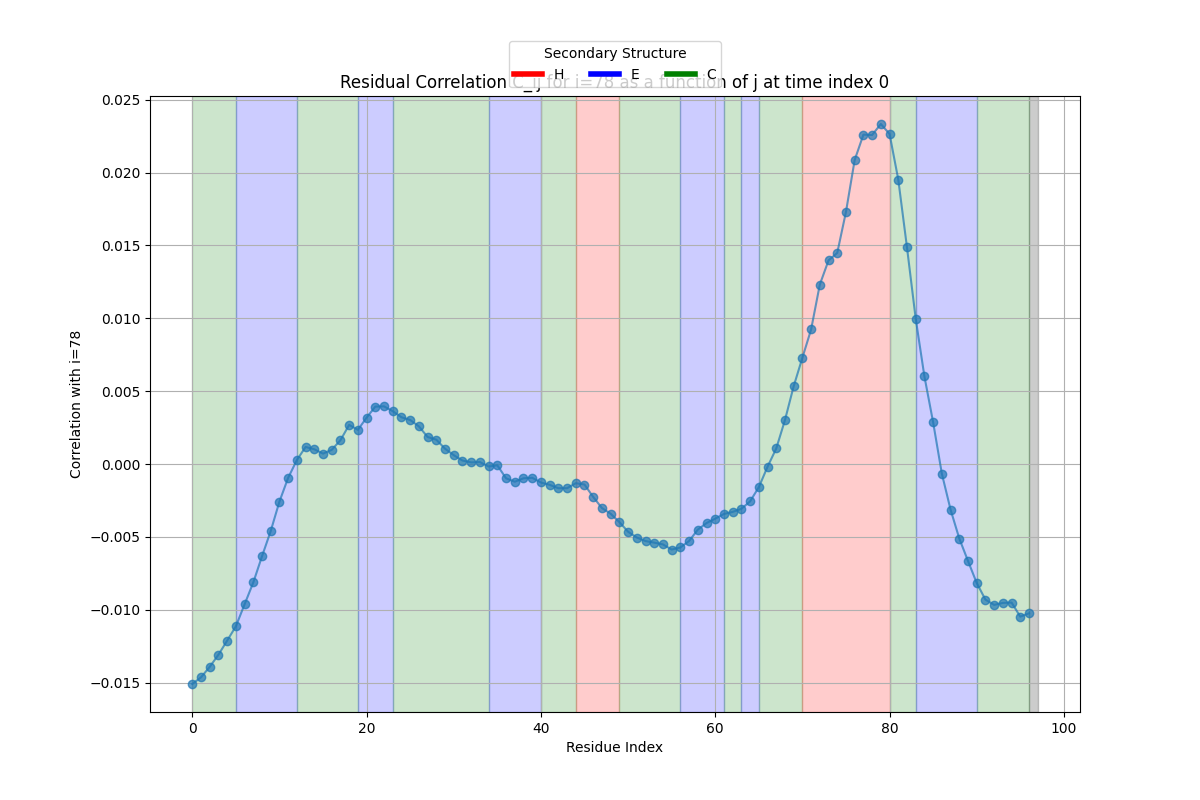 Secondary Structure
H E C
Residual Correlation C_ij for i=78 as a function of j at time index 0
0.025
0.020
0.015
0.010
0.005
0.000
−0.005
−0.010
−0.015
Correlation with i=78
0 20 40 60 80 100
Residue Index